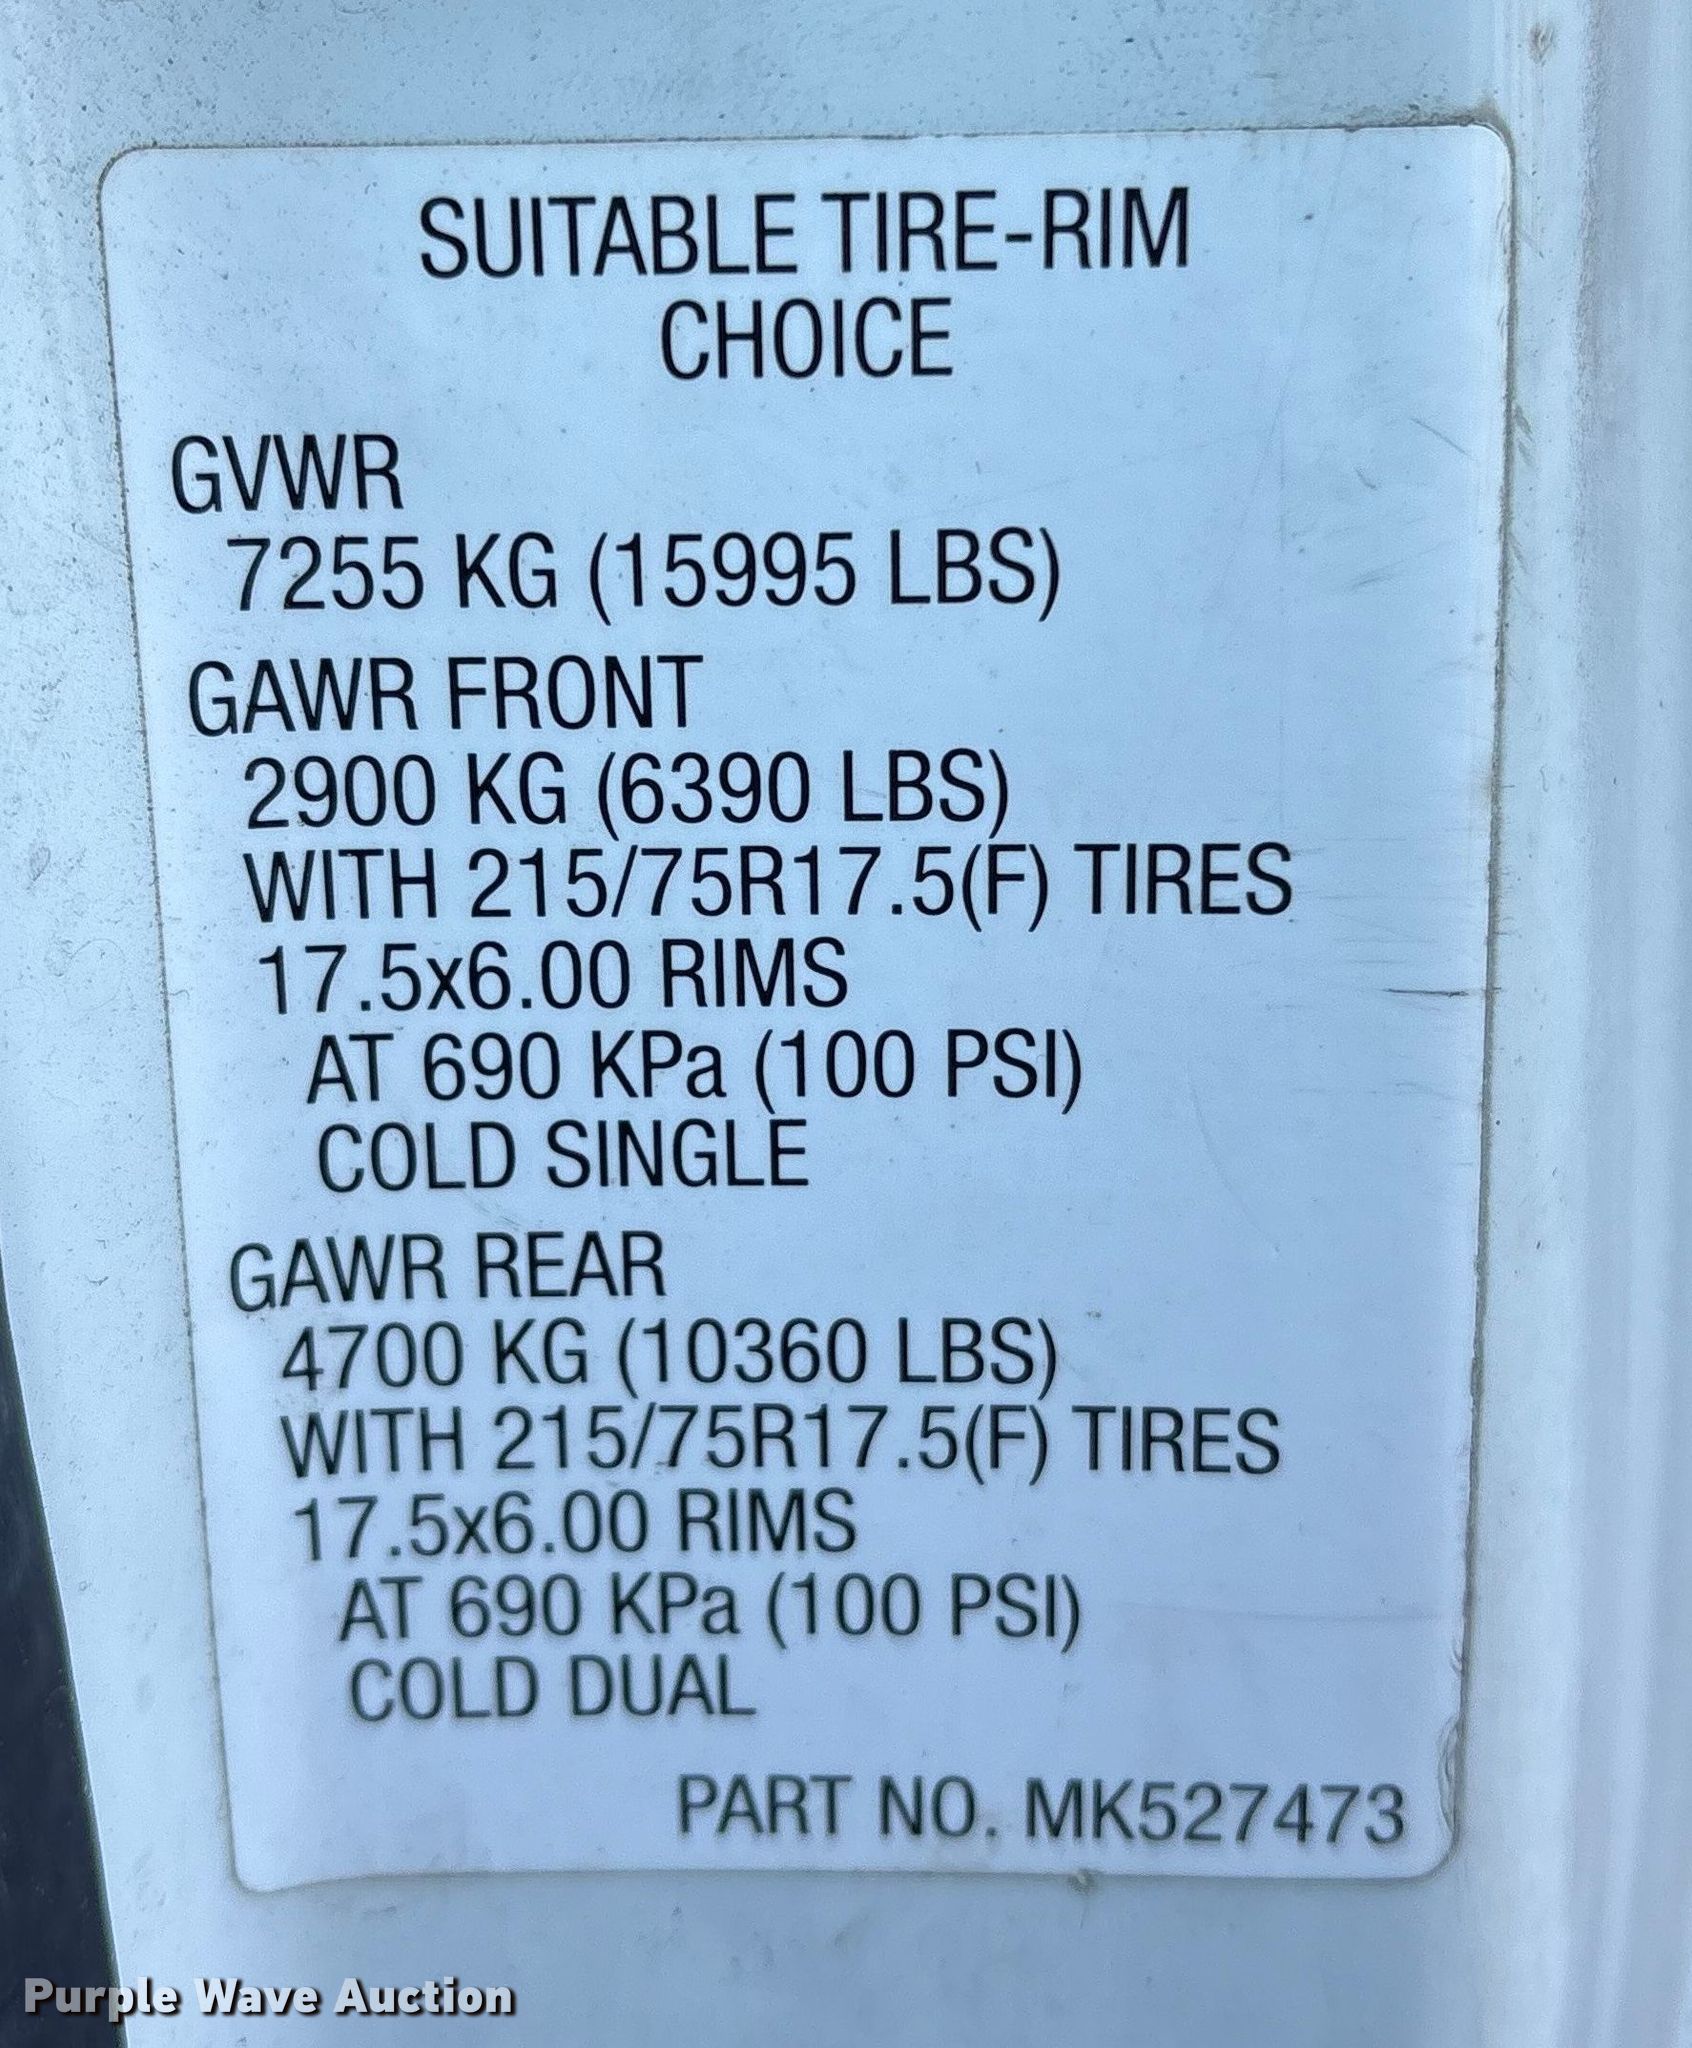 SUITABLE TIRE-RIM
CHOICE
GVWR
7255 KG (15995 LBS)
GAWR FRONT
2900 KG (6390 LBS)
WITH 215/75R17.5(F) TIRES
17.5x6.00 RIMS
AT 690 KPa (100 PSI)
COLD SINGLE
GAWR REAR
4700 KG (10360 LBS)
WITH 215/75R17.5(F) TIRES
17.5x6.00 RIMS
AT 690 KPa (100 PSI)
COLD DUAL
PART NO. MK527473
Purple Wave Auction